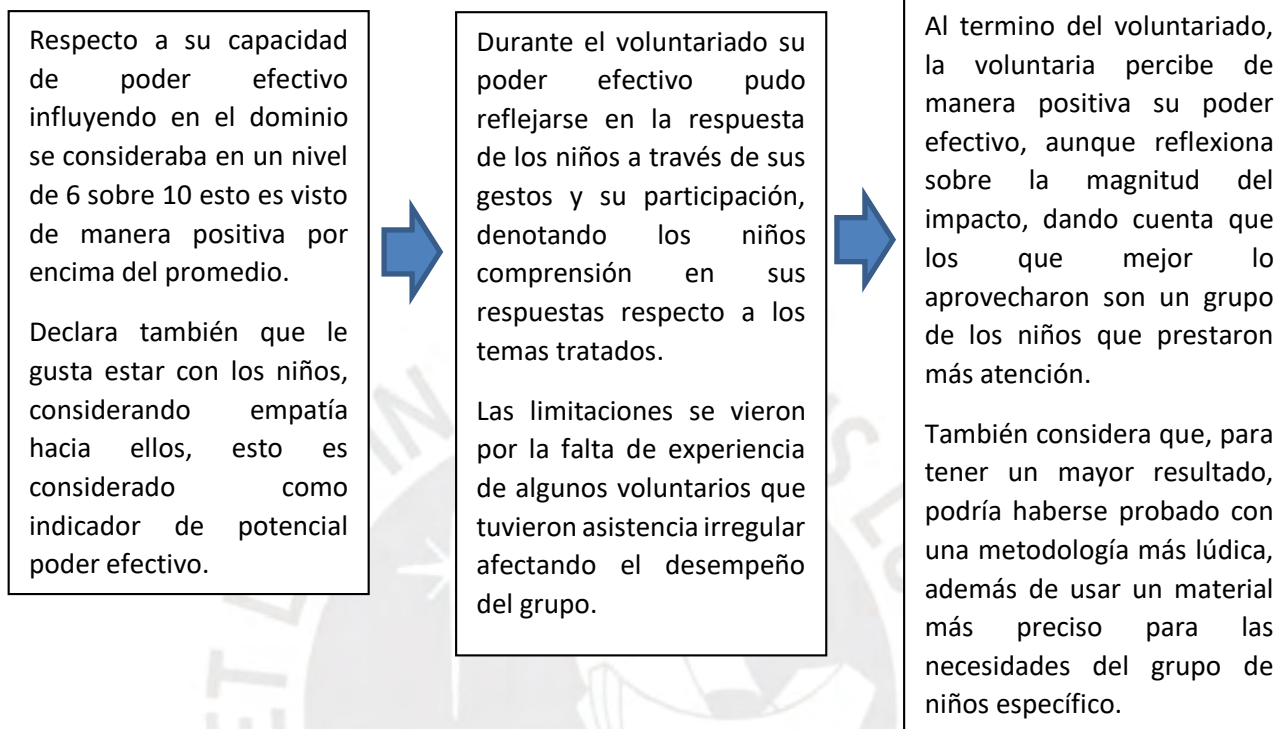 Respecto a su capacidad
de poder efectivo
influyendo en el dominio
se consideraba en un nivel
de 6 sobre 10 esto es visto
de manera positiva por
encima del promedio.
Declara también que le
gusta estar con los niños,
considerando empatía
hacia ellos, esto es
considerado como
indicador de potencial
poder efectivo.
Durante el voluntariado su
poder efectivo pudo
reflejarse en la respuesta
de los niños a través de sus
gestos y su participación,
denotando los niños
comprensión en sus
respuestas respecto a los
temas tratados.
Las limitaciones se vieron
por la falta de experiencia
de algunos voluntarios que
tuvieron asistencia irregular
afectando el desempeño
del grupo.
Al termino del voluntariado,
la voluntaria percibe de
manera positiva su poder
efectivo, aunque reflexiona
sobre la magnitud del
impacto, dando cuenta que
los que mejor lo
aprovecharon son un grupo
de los niños que prestaron
más atención.
También considera que, para
tener un mayor resultado,
podría haberse probado con
una metodología más lúdica,
además de usar un material
más preciso para las
necesidades del grupo de
niños específico.